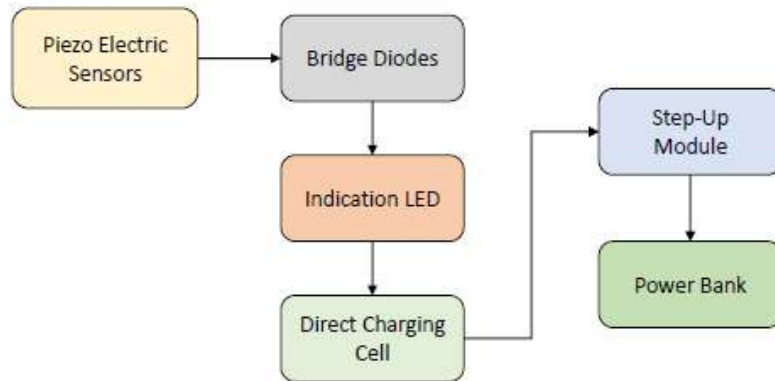 Piezo Electric
Sensors
Bridge Diodes
Indication LED
Direct Charging
Cell
Step-Up
Module
Power Bank